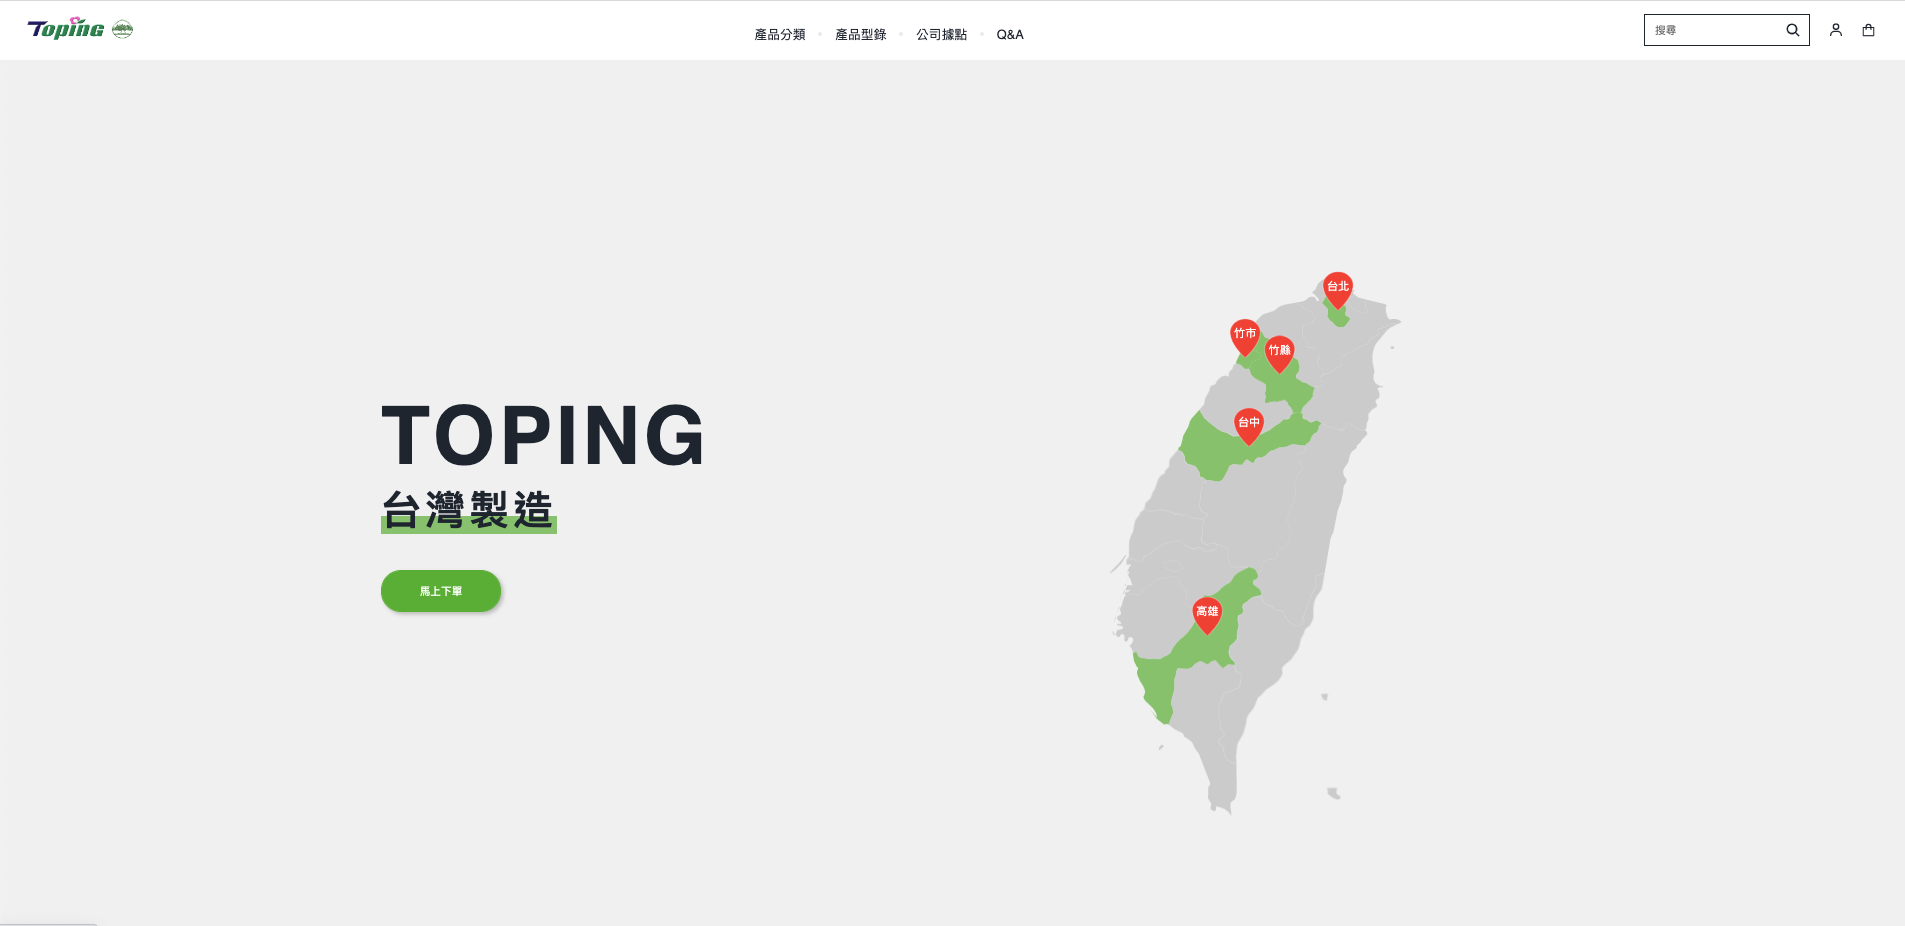 Toping
產品分類
產品型錄
公司據點
Q&A
搜尋
TOPING
台灣製造
馬上下單
台北
竹市
竹縣
台中
高雄